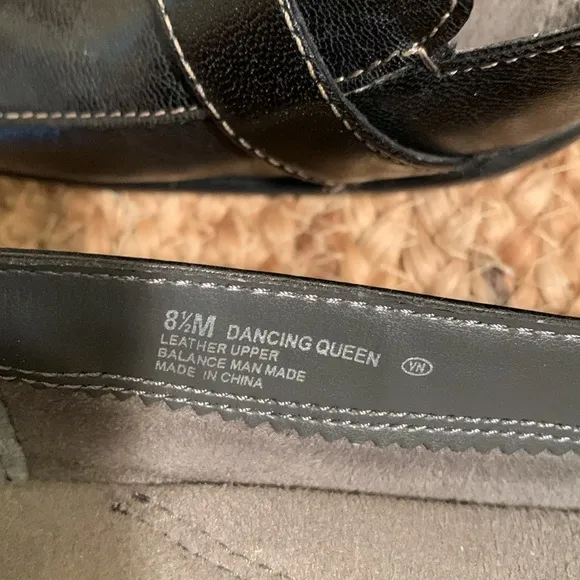 8½M DANCING QUEEN YN
LEATHER UPPER
BALANCE MAN MADE
MADE IN CHINA